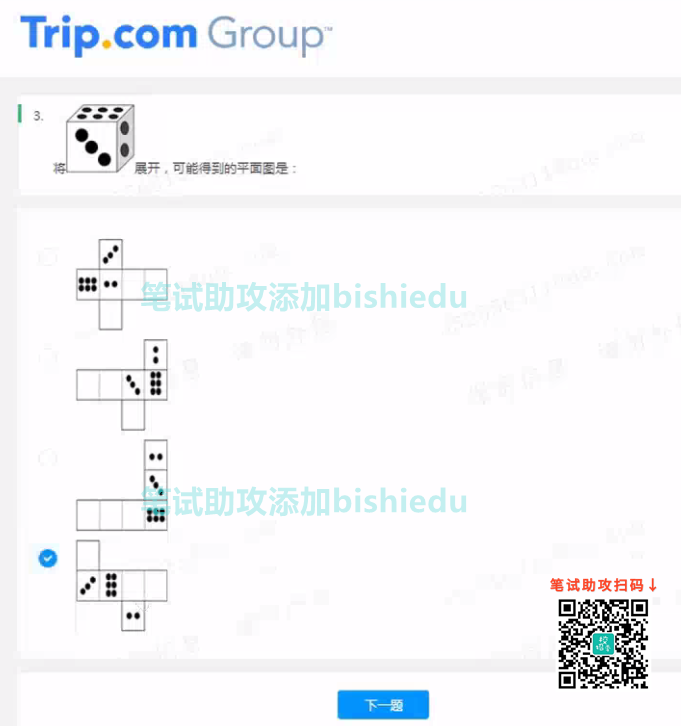 Trip.com Group™
3.
将 展开，可能得到的平面图是：
笔试助攻添加bishiedu
笔试助攻添加bishiedu
笔试助攻扫码↓
下一题